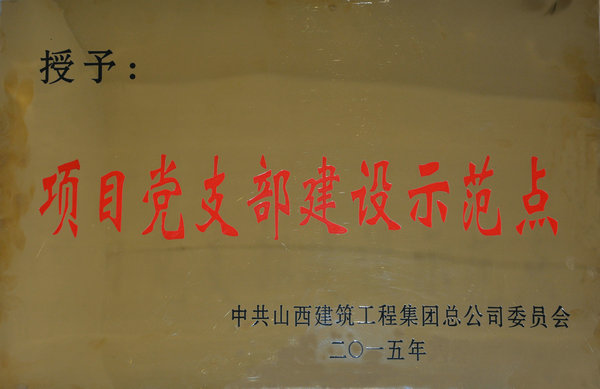 授予：
项目党支部建设示范点
中共山西建筑工程集团总公司委员会
二〇一五年